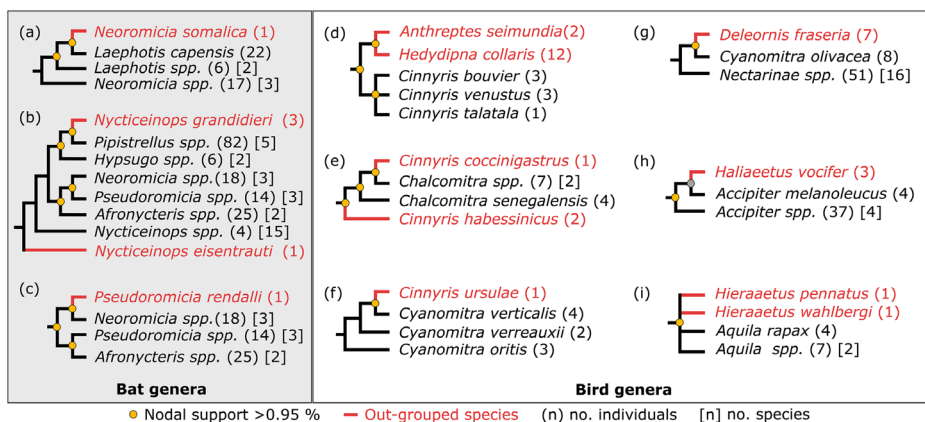 (a)
Neoromicia somalica (1)
Laephotis capensis (22)
Laephotis spp. (6) [2]
Neoromicia spp. (17) [3]
(b)
Nycticeinops grandidieri (3)
Pipistrellus spp. (82) [5]
Hypsugo spp. (6) [2]
Neoromicia spp.(18) [3]
Pseudoromicia spp. (14) [3]
Afronycteris spp. (25) [2]
Nycticeinops spp. (4) [15]
Nycticeinops eisentrauti (1)
(c)
Pseudoromicia rendalli (1)
Neoromicia spp.(18) [3]
Pseudoromicia spp. (14) [3]
Afronycteris spp. (25) [2]
Bat genera
(d)
Anthreptes seimundia(2)
Hedydipna collaris (12)
Cinnyris bouvier (3)
Cinnyris venustus (3)
Cinnyris talatala (1)
(e)
Cinnyris coccinigastrus (1)
Chalcomitra spp. (7) [2]
Chalcomitra senegalensis (4)
Cinnyris habessinicus (2)
(f)
Cinnyris ursulae (1)
Cyanomitra verticalis (4)
Cyanomitra verreauxii (2)
Cyanomitra oritis (3)
(g)
Deleornis fraseria (7)
Cyanomitra olivacea (8)
Nectarinae spp. (51) [16]
(h)
Haliaeetus vocifer (3)
Accipiter melanoleucus (4)
Accipiter spp. (37) [4]
(i)
Hieraaetus pennatus (1)
Hieraaetus wahlbergi (1)
Aquila rapax (4)
Aquila spp. (7) [2]
Bird genera
Nodal support >0.95 % Out-grouped species (n) no. individuals [n] no. species